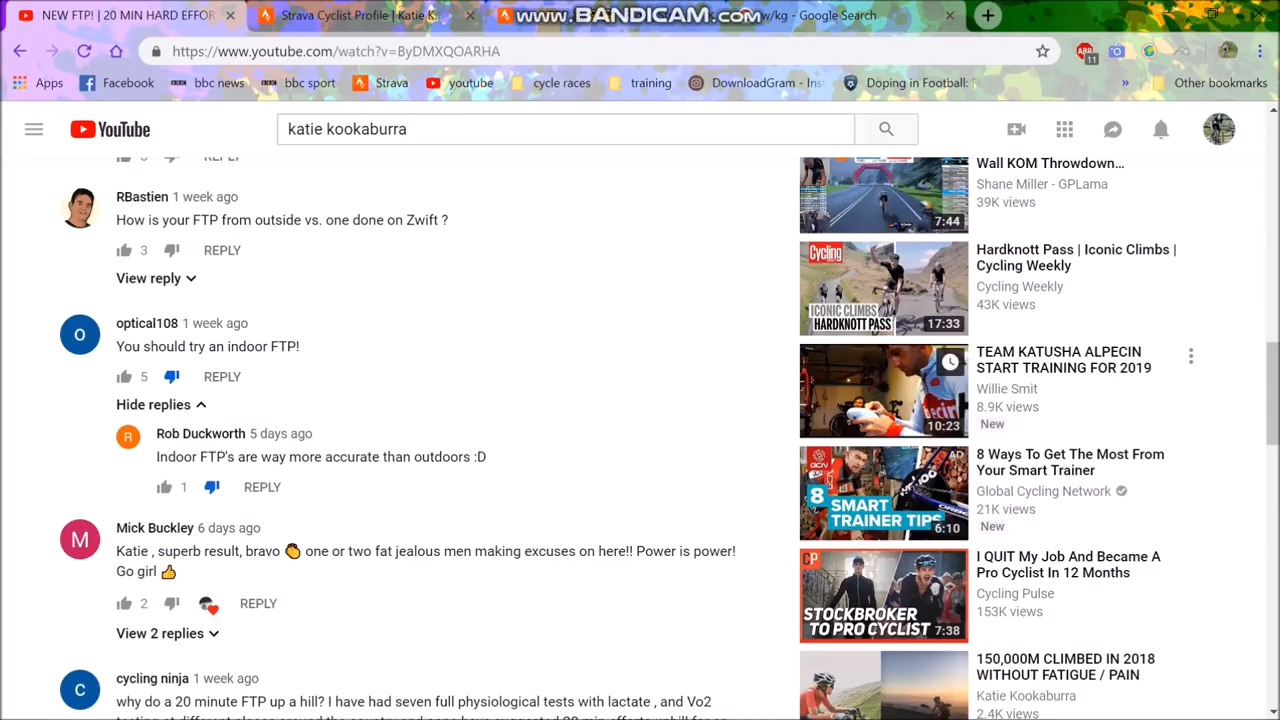 NEW FTP! | 20 MIN HARD EFFOR
Strava Cyclist Profile | Katie K
www.BANDICAM.com
w/kg - Google Search
https://www.youtube.com/watch?v=ByDMXQOARHA
ABP
11
Apps
Facebook
bbc news
bbc sport
Strava
youtube
cycle races
training
DownloadGram - Inst
Doping in Football:
»
Other bookmarks
YouTube
katie kookaburra
REPLY
RBastien 1 week ago
How is your FTP from outside vs. one done on Zwift ?
3 REPLY
View reply
O
optical108 1 week ago
You should try an indoor FTP!
5 REPLY
Hide replies
R
Rob Duckworth 5 days ago
Indoor FTP's are way more accurate than outdoors :D
1 REPLY
M
Mick Buckley 6 days ago
Katie , superb result, bravo 👏 one or two fat jealous men making excuses on here!! Power is power!
Go girl 👍
2 REPLY
View 2 replies
C
cycling ninja 1 week ago
why do a 20 minute FTP up a hill? I have had seven full physiological tests with lactate , and Vo2
Wall KOM Throwdown…
Shane Miller - GPLama
39K views
7:44
Hardknott Pass | Iconic Climbs |
Cycling Weekly
Cycling Weekly
43K views
Cycling
ICONIC CLIMBS
HARDKNOTT PASS
17:33
TEAM KATUSHA ALPECIN
START TRAINING FOR 2019
Willie Smit
8.9K views
New
10:23
8 Ways To Get The Most From
Your Smart Trainer
Global Cycling Network
21K views
New
GCN
8 SMART
TRAINER TIPS
6:10
I QUIT My Job And Became A
Pro Cyclist In 12 Months
Cycling Pulse
153K views
CP
STOCKBROKER
TO PRO CYCLIST
7:38
150,000M CLIMBED IN 2018
WITHOUT FATIGUE / PAIN
Katie Kookaburra
2.4K views